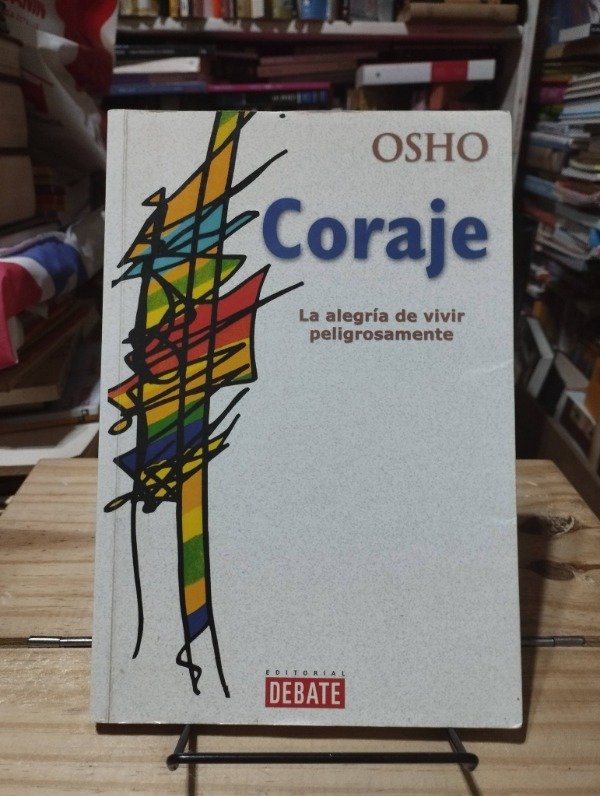 OSHO
Coraje
La alegría de vivir
peligrosamente
EDITORIAL
DEBATE